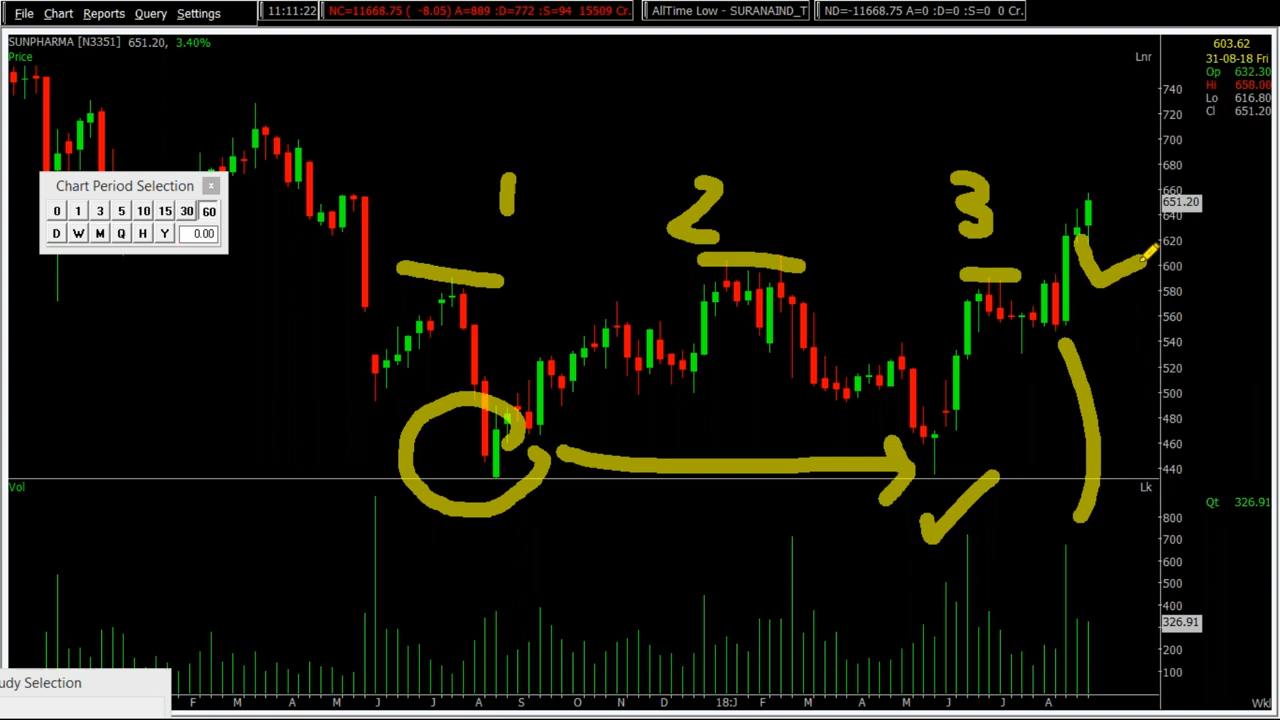 File Chart Reports Query Settings
11:11:22
NC=11668.75 ( -8.05) A=889 :D=772 :S=94 15509 Cr.
AllTime Low - SURANAIND_T
ND=-11668.75 A=0 :D=0 :S=0 0 Cr.
SUNPHARMA [N3351] 651.20, 3.40%
Price
Lnr
603.62
31-08-18 Fri
Op 632.30
Hi 658.00
Lo 616.80
Cl 651.20
740
720
700
680
660
651.20
640
620
600
580
560
540
520
500
480
460
440
Chart Period Selection x
0 1 3 5 10 15 30 60
D W M Q H Y 0.00
1 2 3
Vol
Lk
Qt 326.91
800
700
600
500
400
326.91
200
100
udy Selection
F M A M J J A S O N D 18:J F M A M J J A
Wkl